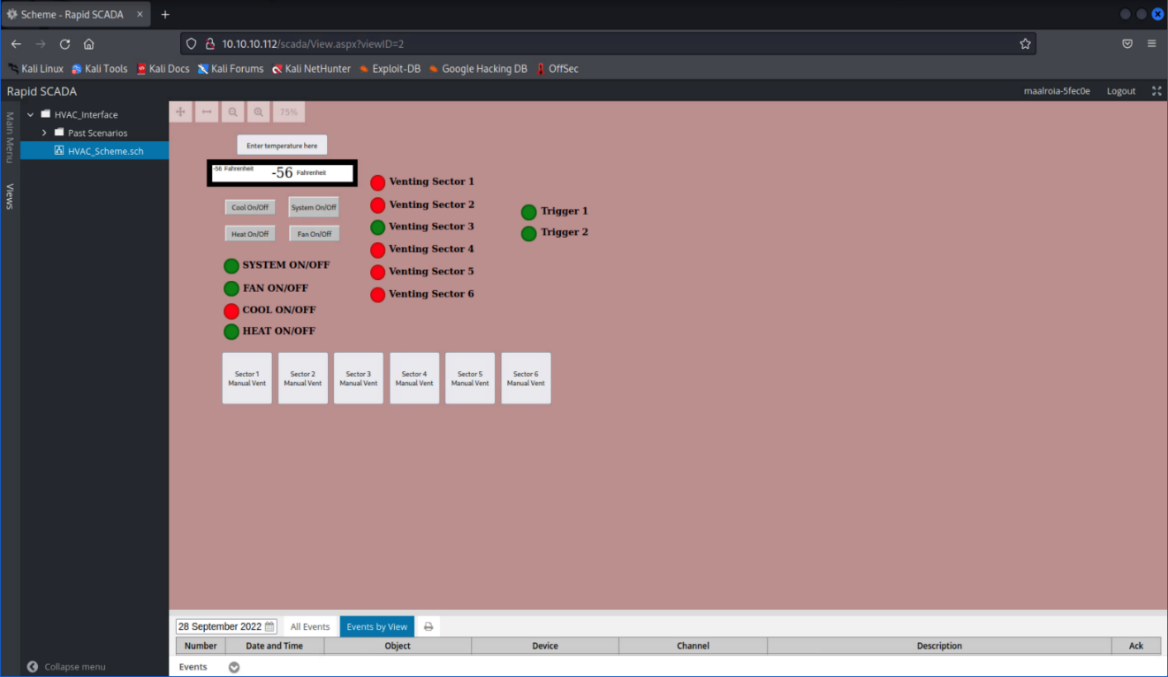 Scheme - Rapid SCADA × +
10.10.10.112/scada/View.aspx?viewID=2
Kali Linux Kali Tools Kali Docs Kali Forums Kali NetHunter Exploit-DB Google Hacking DB OffSec
Rapid SCADA maalroia-5fec0e Logout
Main Menu
Views
HVAC_Interface
Past Scenarios
HVAC_Scheme.sch
75%
Enter temperature here
-56 Fahrenheit -56 Fahrenheit
Cool On/Off System On/Off
Heat On/Off Fan On/Off
SYSTEM ON/OFF
FAN ON/OFF
COOL ON/OFF
HEAT ON/OFF
Venting Sector 1
Venting Sector 2
Venting Sector 3
Venting Sector 4
Venting Sector 5
Venting Sector 6
Trigger 1
Trigger 2
Sector 1 Sector 2 Sector 3 Sector 4 Sector 5 Sector 6
Manual Vent Manual Vent Manual Vent Manual Vent Manual Vent Manual Vent
28 September 2022 All Events Events by View
Number Date and Time Object Device Channel Description Ack
Collapse menu Events